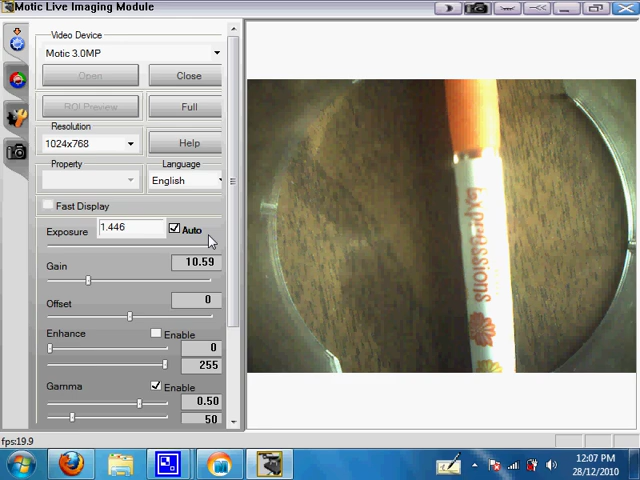 Motic Live Imaging Module
Video Device
Motic 3.0MP
Open
Close
ROI Preview
Full
Resolution
1024x768
Help
Property
Language
English
Fast Display
Exposure
1.446
Auto
Gain
10.59
Offset
0
Enhance
Enable
0
255
Gamma
Enable
0.50
50
expressions
fps:19.9
12:07 PM
28/12/2010